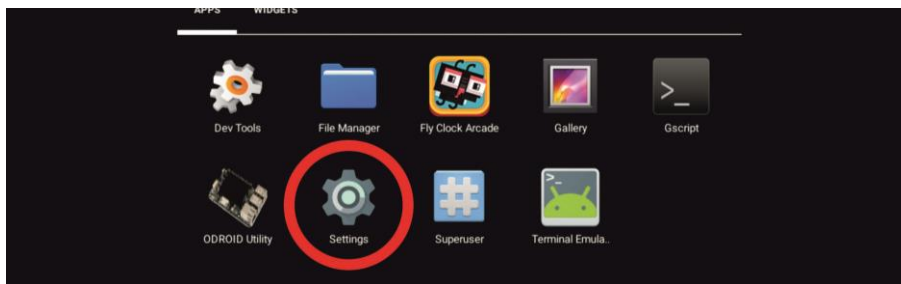 APPS WIDGETS
Dev Tools File Manager Fly Clock Arcade Gallery Gscript
ODROID Utility Settings Superuser Terminal Emula..